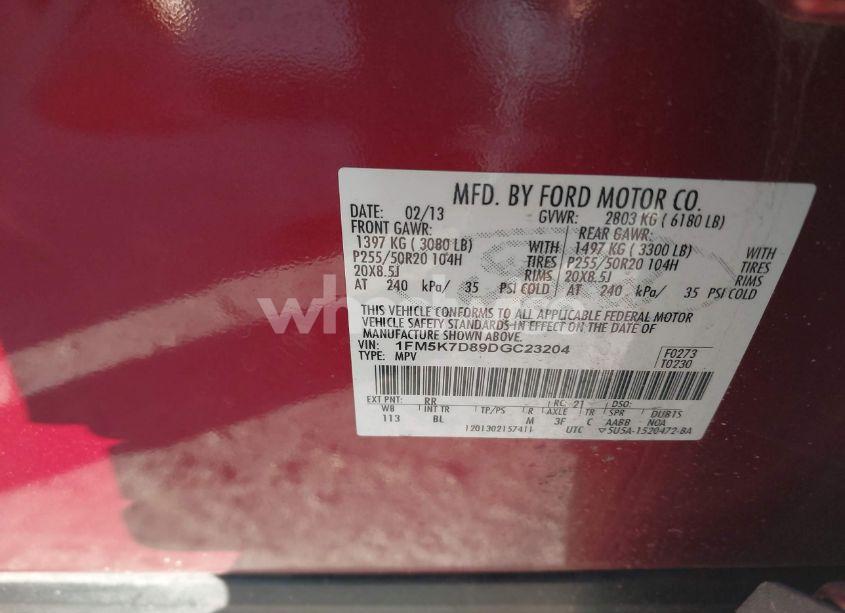 MFD. BY FORD MOTOR CO.
DATE: 02/13 GVWR: 2803 KG ( 6180 LB)
FRONT GAWR: REAR GAWR:
1397 KG ( 3080 LB) WITH 1497 KG ( 3300 LB) WITH
P255/50R20 104H TIRES P255/50R20 104H TIRES
20X8.5J RIMS 20X8.5J RIMS
AT 240 kPa/ 35 PSI COLD AT 240 kPa/ 35 PSI COLD
THIS VEHICLE CONFORMS TO ALL APPLICABLE FEDERAL MOTOR
VEHICLE SAFETY STANDARDS IN EFFECT ON THE DATE OF
MANUFACTURE SHOWN ABOVE.
VIN: 1FM5K7D89DGC23204 F0273
TYPE: MPV T0230
EXT PNT: RR RC: 21 DSO:
WB INT TR TP/PS R AXLE TR SPR
113 BL M 3F C AABB NOA
1201302157411 UTC